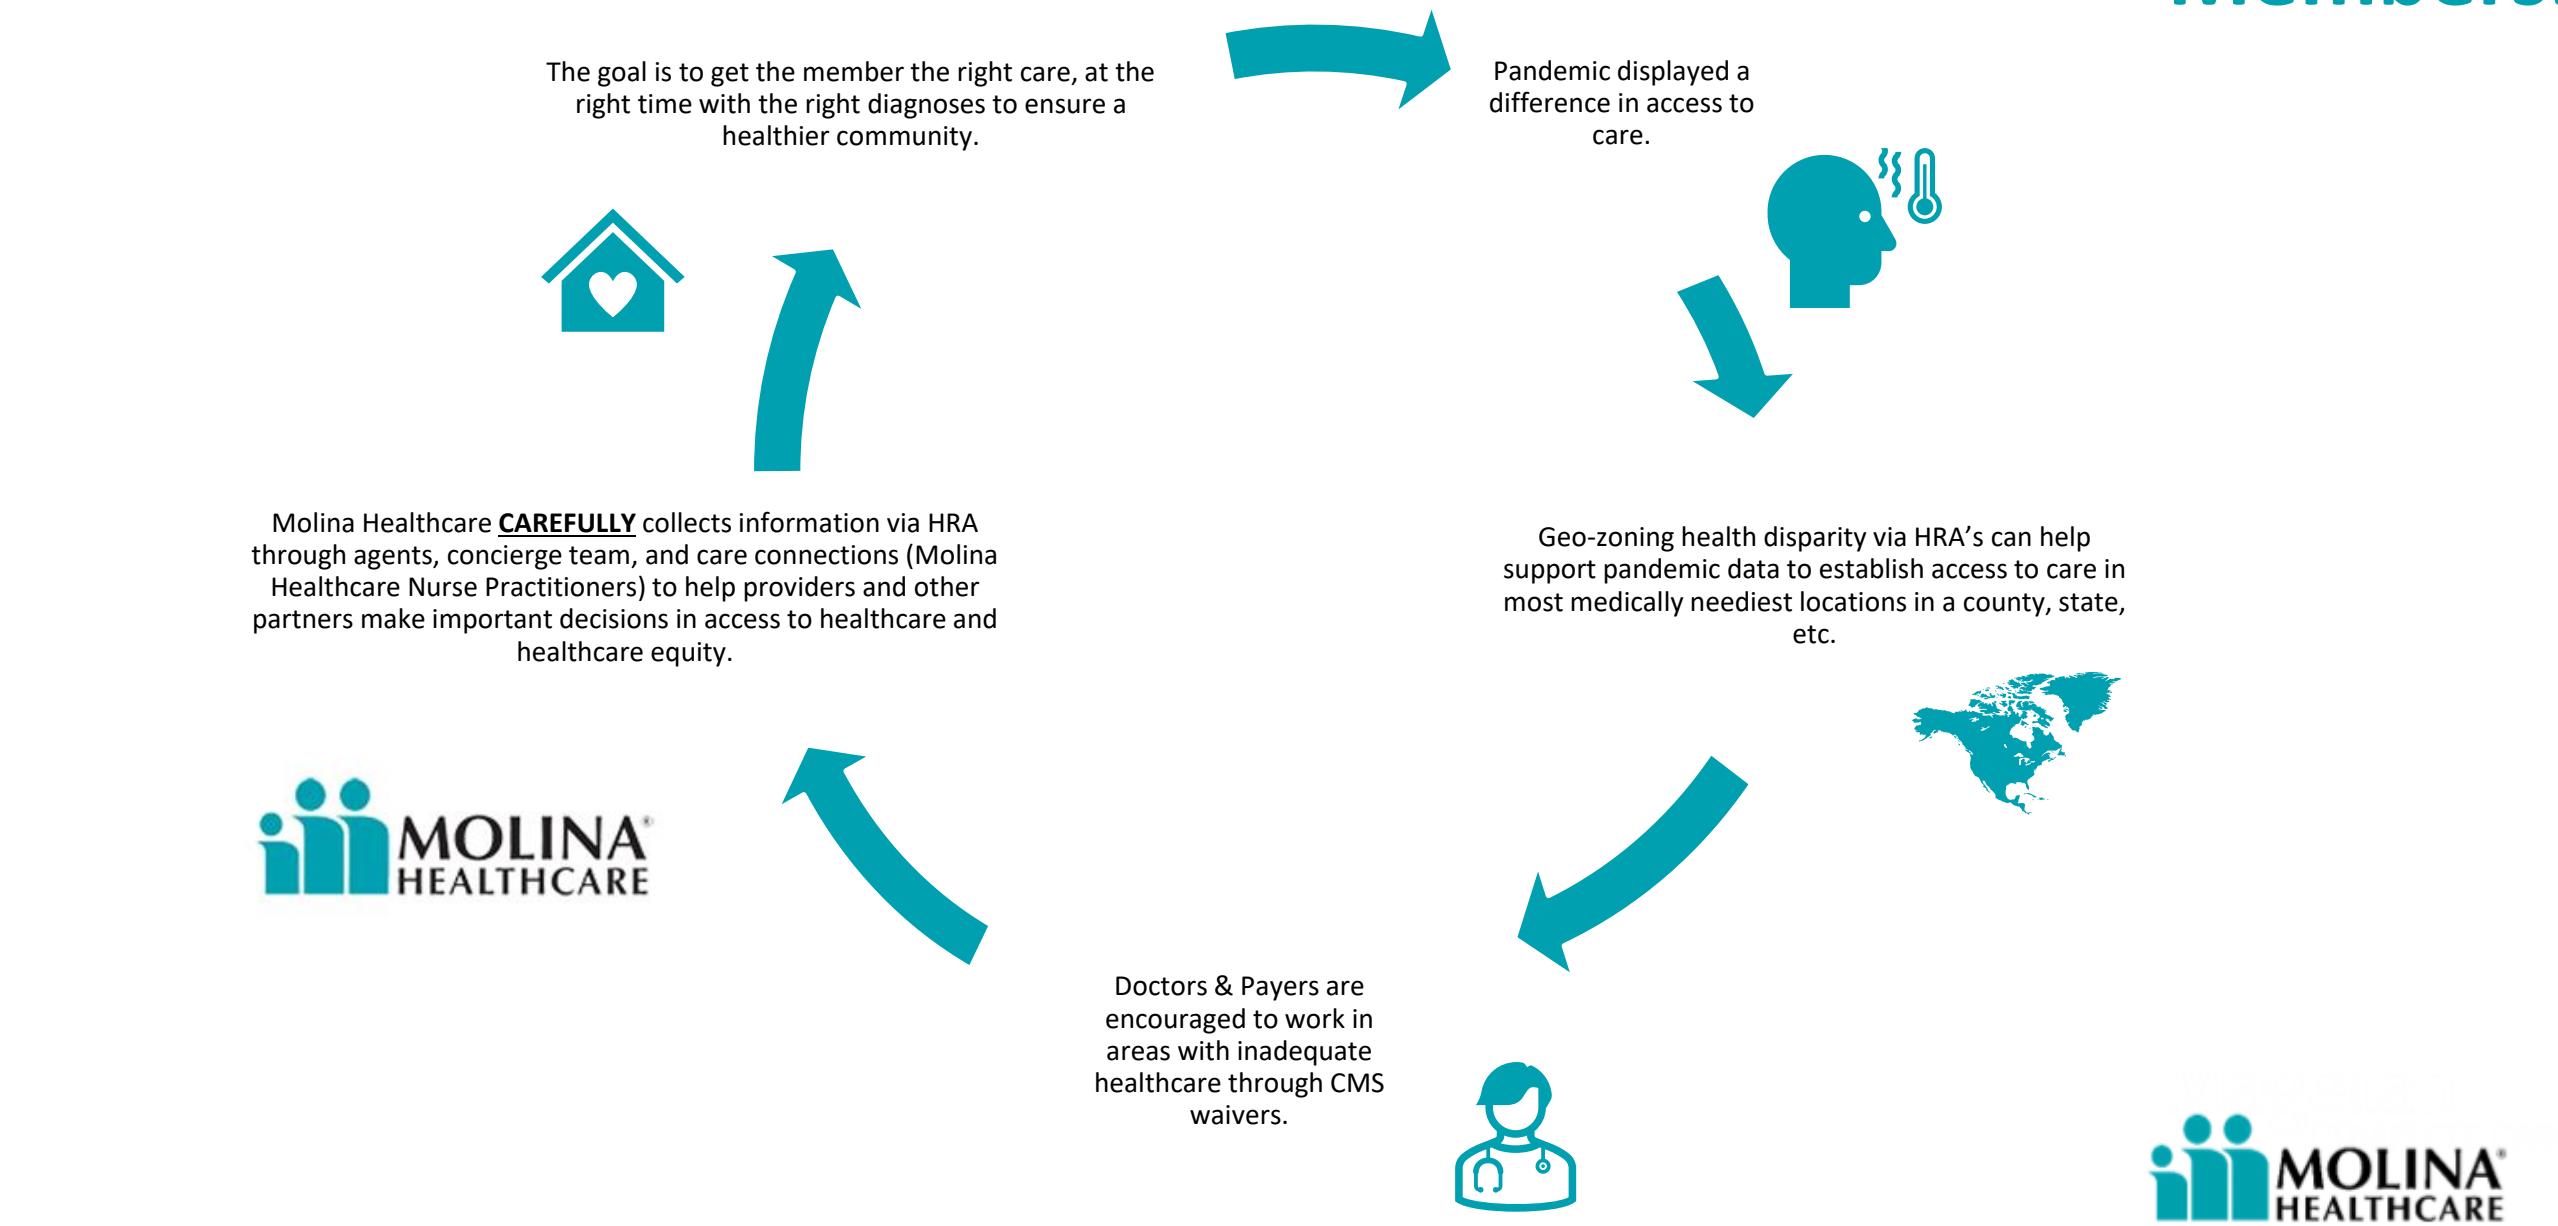 The goal is to get the member the right care, at the
right time with the right diagnoses to ensure a
healthier community.
Pandemic displayed a
difference in access to
care.
Geo-zoning health disparity via HRA’s can help
support pandemic data to establish access to care in
most medically neediest locations in a county, state,
etc.
Doctors & Payers are
encouraged to work in
areas with inadequate
healthcare through CMS
waivers.
Molina Healthcare CAREFULLY collects information via HRA
through agents, concierge team, and care connections (Molina
Healthcare Nurse Practitioners) to help providers and other
partners make important decisions in access to healthcare and
healthcare equity.
MOLINA®
HEALTHCARE
MOLINA®
HEALTHCARE